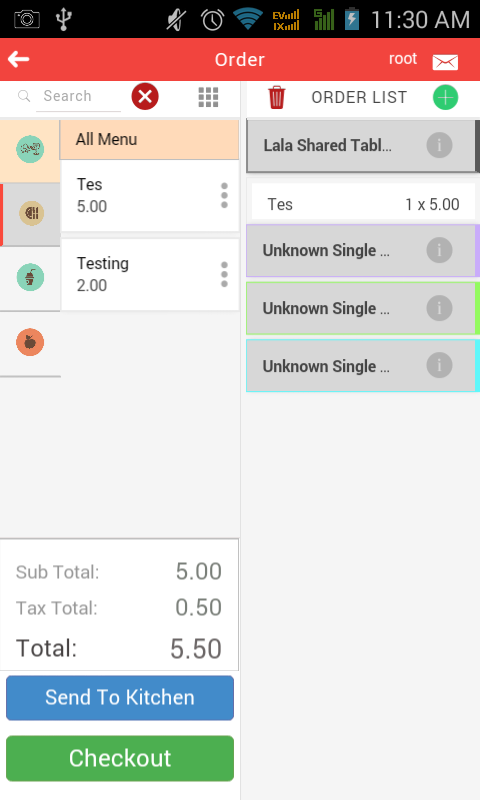 EV 1X G 11:30 AM
Order root
Search
ORDER LIST
All Menu
Tes
5.00
Testing
2.00
Lala Shared Tabl...
i
Tes 1 x 5.00
Unknown Single ...
i
Unknown Single ...
i
Unknown Single ...
i
Sub Total: 5.00
Tax Total: 0.50
Total: 5.50
Send To Kitchen
Checkout